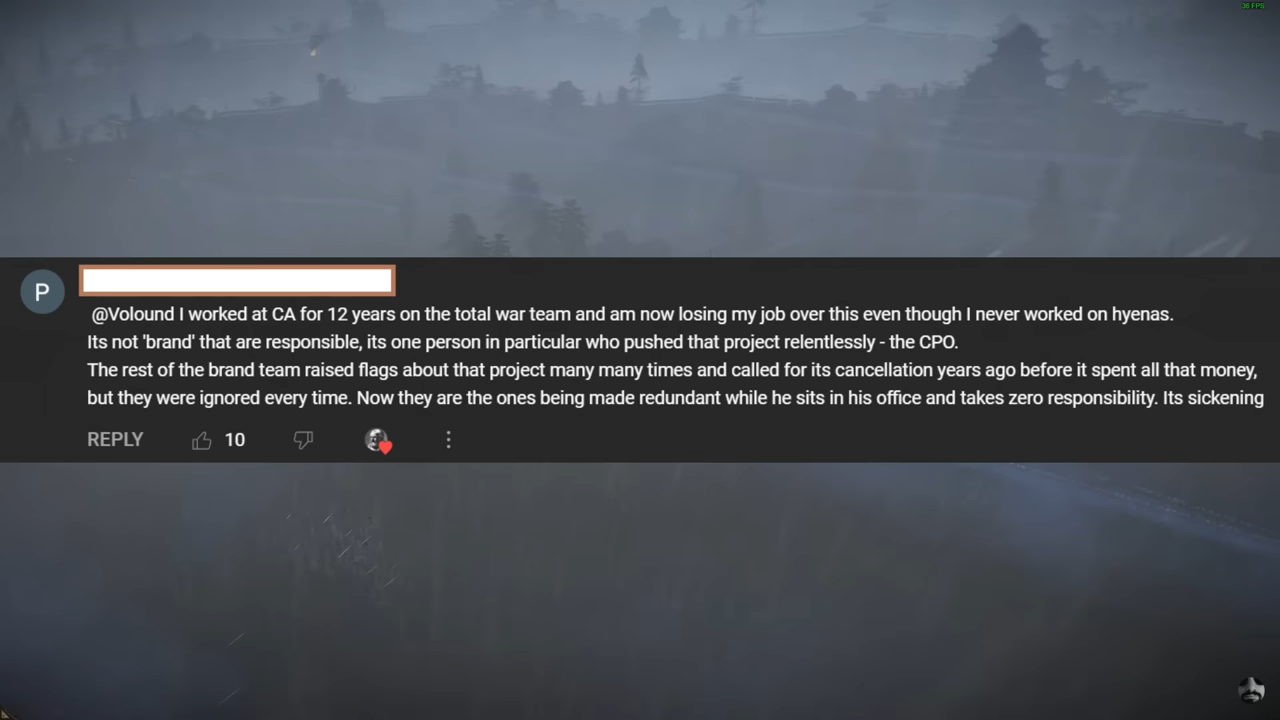 36 FPS
P
@Volound I worked at CA for 12 years on the total war team and am now losing my job over this even though I never worked on hyenas.
Its not 'brand' that are responsible, its one person in particular who pushed that project relentlessly - the CPO.
The rest of the brand team raised flags about that project many many times and called for its cancellation years ago before it spent all that money,
but they were ignored every time. Now they are the ones being made redundant while he sits in his office and takes zero responsibility. Its sickening
REPLY 10